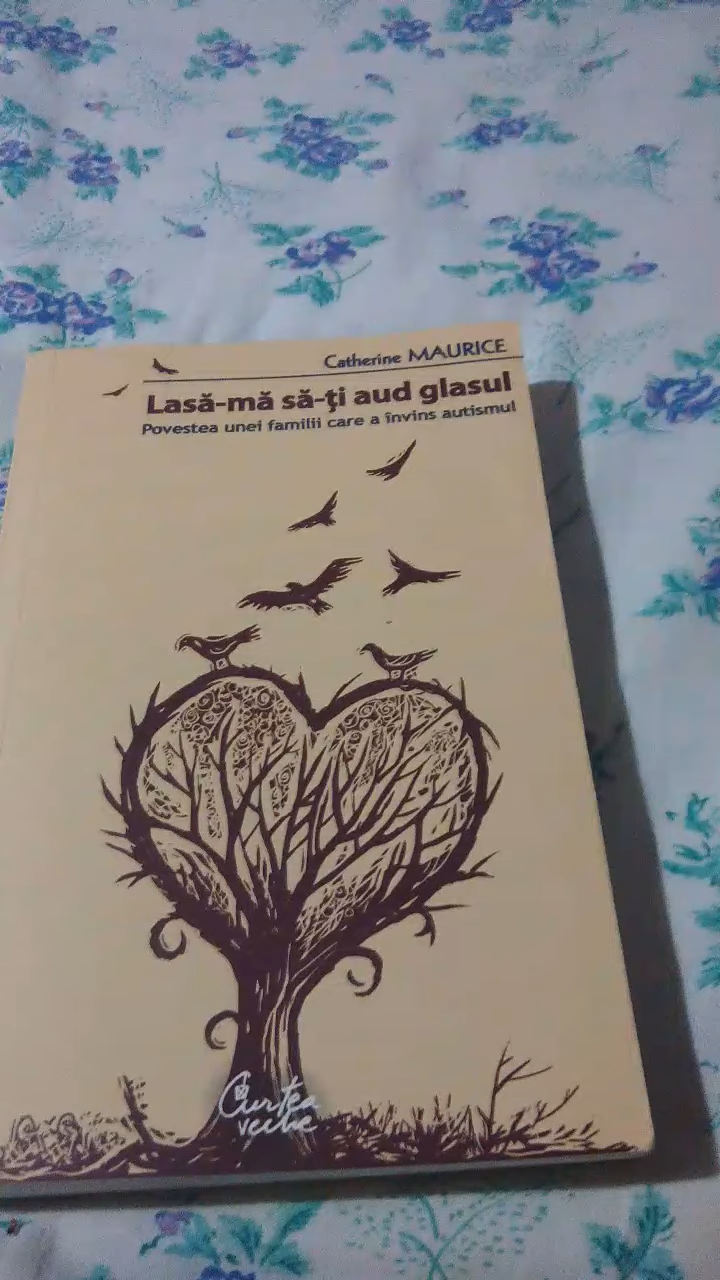 Catherine MAURICE
Lasă-mă să-ţi aud glasul
Povestea unei familii care a învins autismul
Curtea
veche